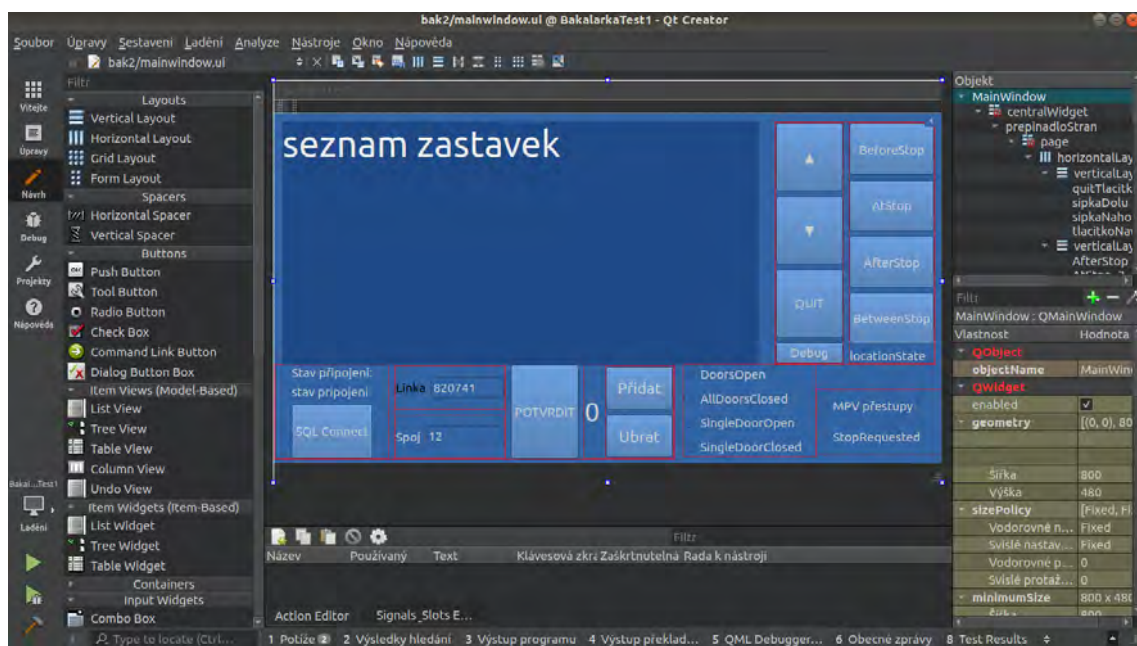 bak2/mainwindow.ui @ BakalarkaTest1 - Qt Creator
Soubor Úpravy Sestavení Ladění Analyze Nástroje Okno Nápověda
bak2/mainwindow.ui
Filtr
Vítejte
Úpravy
Návrh
Debug
Projekty
Nápověda
Bakal...Test1
Ladění
Layouts
Vertical Layout
Horizontal Layout
Grid Layout
Form Layout
Spacers
Horizontal Spacer
Vertical Spacer
Buttons
Push Button
Tool Button
Radio Button
Check Box
Command Link Button
Dialog Button Box
Item Views (Model-Based)
List View
Tree View
Table View
Column View
Undo View
Item Widgets (Item-Based)
List Widget
Tree Widget
Table Widget
Containers
Input Widgets
Combo Box
seznam zastavek
▲
▼
QUIT
Debug
BeforeStop
AtStop
AfterStop
BetweenStop
locationState
Stav připojení:
stav pripojeni
SQL Connect
Linka 820741
Spoj 12
POTVRDIT
0
Přidat
Ubrat
DoorsOpen
AllDoorsClosed
SingleDoorOpen
SingleDoorClosed
MPV přestupy
StopRequested
Filtr
Název Používaný Text Klávesová zkra Zaškrtnutelná Rada k nástroji
Action Editor Signals_Slots E...
Objekt
MainWindow
centralWidget
prepinadloStran
page
horizontalLay
verticalLay
quitTlacitk
sipkaDolu
sipkaNaho
tlacitkoNav
verticalLay
AfterStop
Filtr
MainWindow : QMainWindow
Vlastnost Hodnota
QObject
objectName MainWin
QWidget
enabled
geometry [(0, 0), 80
Šířka 800
Výška 480
sizePolicy [Fixed, Fi
Vodorovné n... Fixed
Svislé nastav... Fixed
Vodorovné p... 0
Svislé protaž... 0
minimumSize 800 x 480
Šířka 800
Type to locate (Ctrl... 1 Potíže 2 2 Výsledky hledání 3 Výstup programu 4 Výstup překlad... 5 QML Debugger... 6 Obecné zprávy 8 Test Results